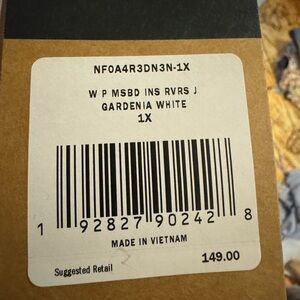 NF0A4R3DN3N-1X
W P MSBD INS RVRS J
GARDENIA WHITE
1X
1 92827 90242 8
MADE IN VIETNAM
Suggested Retail 149.00